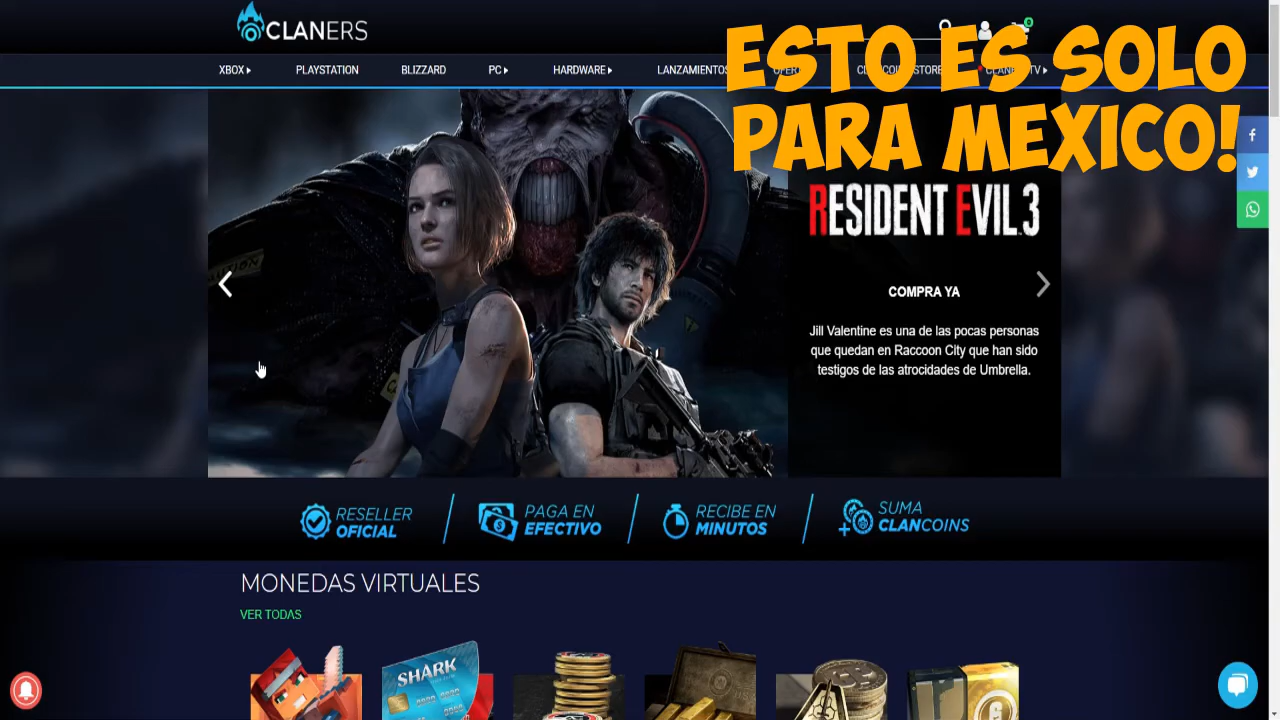 CLANERS
ESTO ES SOLO
PARA MEXICO!
0
XBOX
PLAYSTATION
BLIZZARD
PC
HARDWARE
LANZAMIENTOS
RESIDENT EVIL 3
COMPRA YA
Jill Valentine es una de las pocas personas
que quedan en Raccoon City que han sido
testigos de las atrocidades de Umbrella.
RESELLER
OFICIAL
PAGA EN
EFECTIVO
RECIBE EN
MINUTOS
SUMA
CLANCOINS
MONEDAS VIRTUALES
VER TODAS
SHARK